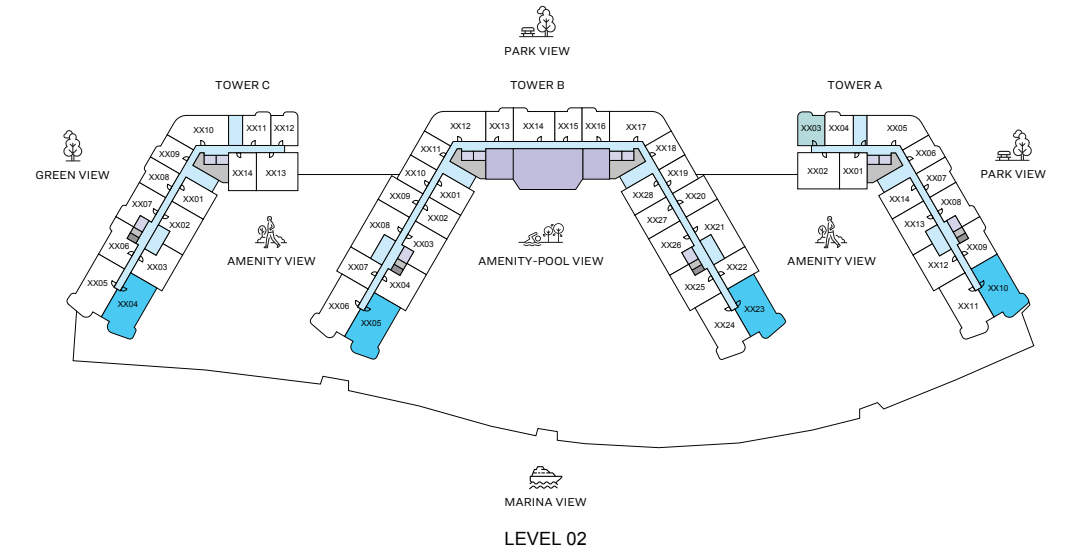 PARK VIEW
TOWER C
TOWER B
TOWER A
GREEN VIEW
PARK VIEW
XX10
XX11
XX12
XX09
XX08
XX07
XX06
XX05
XX04
XX03
XX02
XX01
XX14
XX13
XX12
XX13
XX14
XX15
XX16
XX17
XX11
XX10
XX09
XX08
XX07
XX06
XX05
XX04
XX03
XX02
XX01
XX18
XX19
XX20
XX21
XX22
XX23
XX24
XX25
XX26
XX27
XX28
XX03
XX04
XX05
XX02
XX01
XX06
XX07
XX08
XX09
XX10
XX11
XX12
XX13
XX14
AMENITY VIEW
AMENITY-POOL VIEW
AMENITY VIEW
MARINA VIEW
LEVEL 02